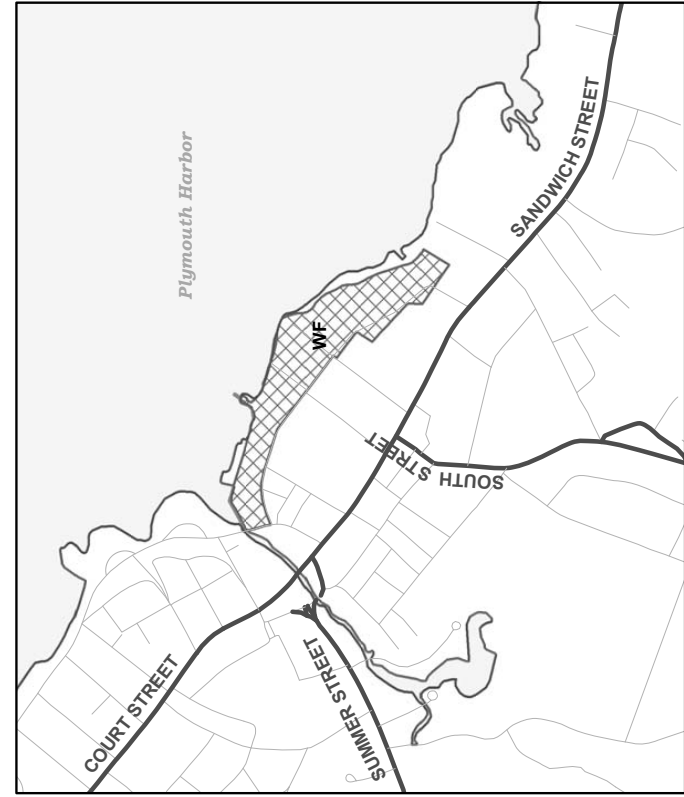 Plymouth Harbor
SANDWICH STREET
WF
SOUTH STREET
COURT STREET
SUMMER STREET